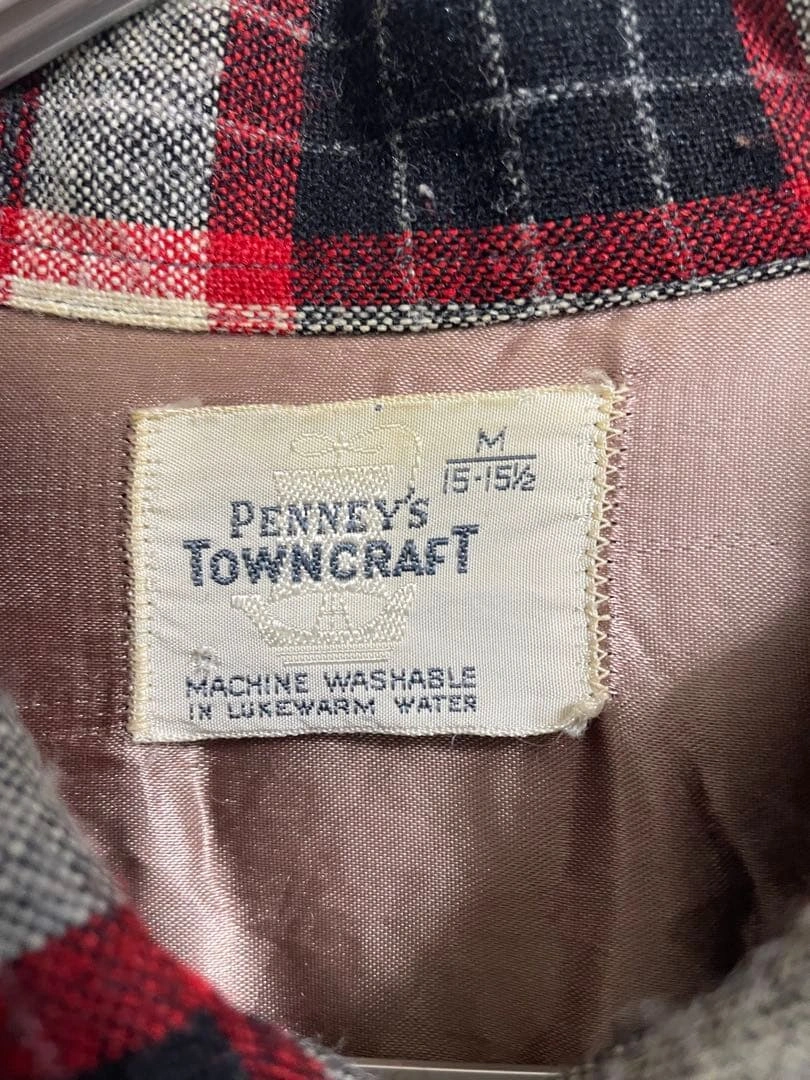 M
15-15½
PENNEY'S
TOWNCRAFT
MACHINE WASHABLE
IN LUKEWARM WATER